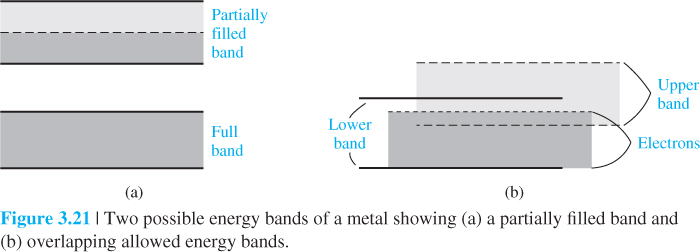 Partially
filled
band
Full
band
(a)
Upper
band
Lower
band
Electrons
(b)
Figure 3.21 | Two possible energy bands of a metal showing (a) a partially filled band and
(b) overlapping allowed energy bands.